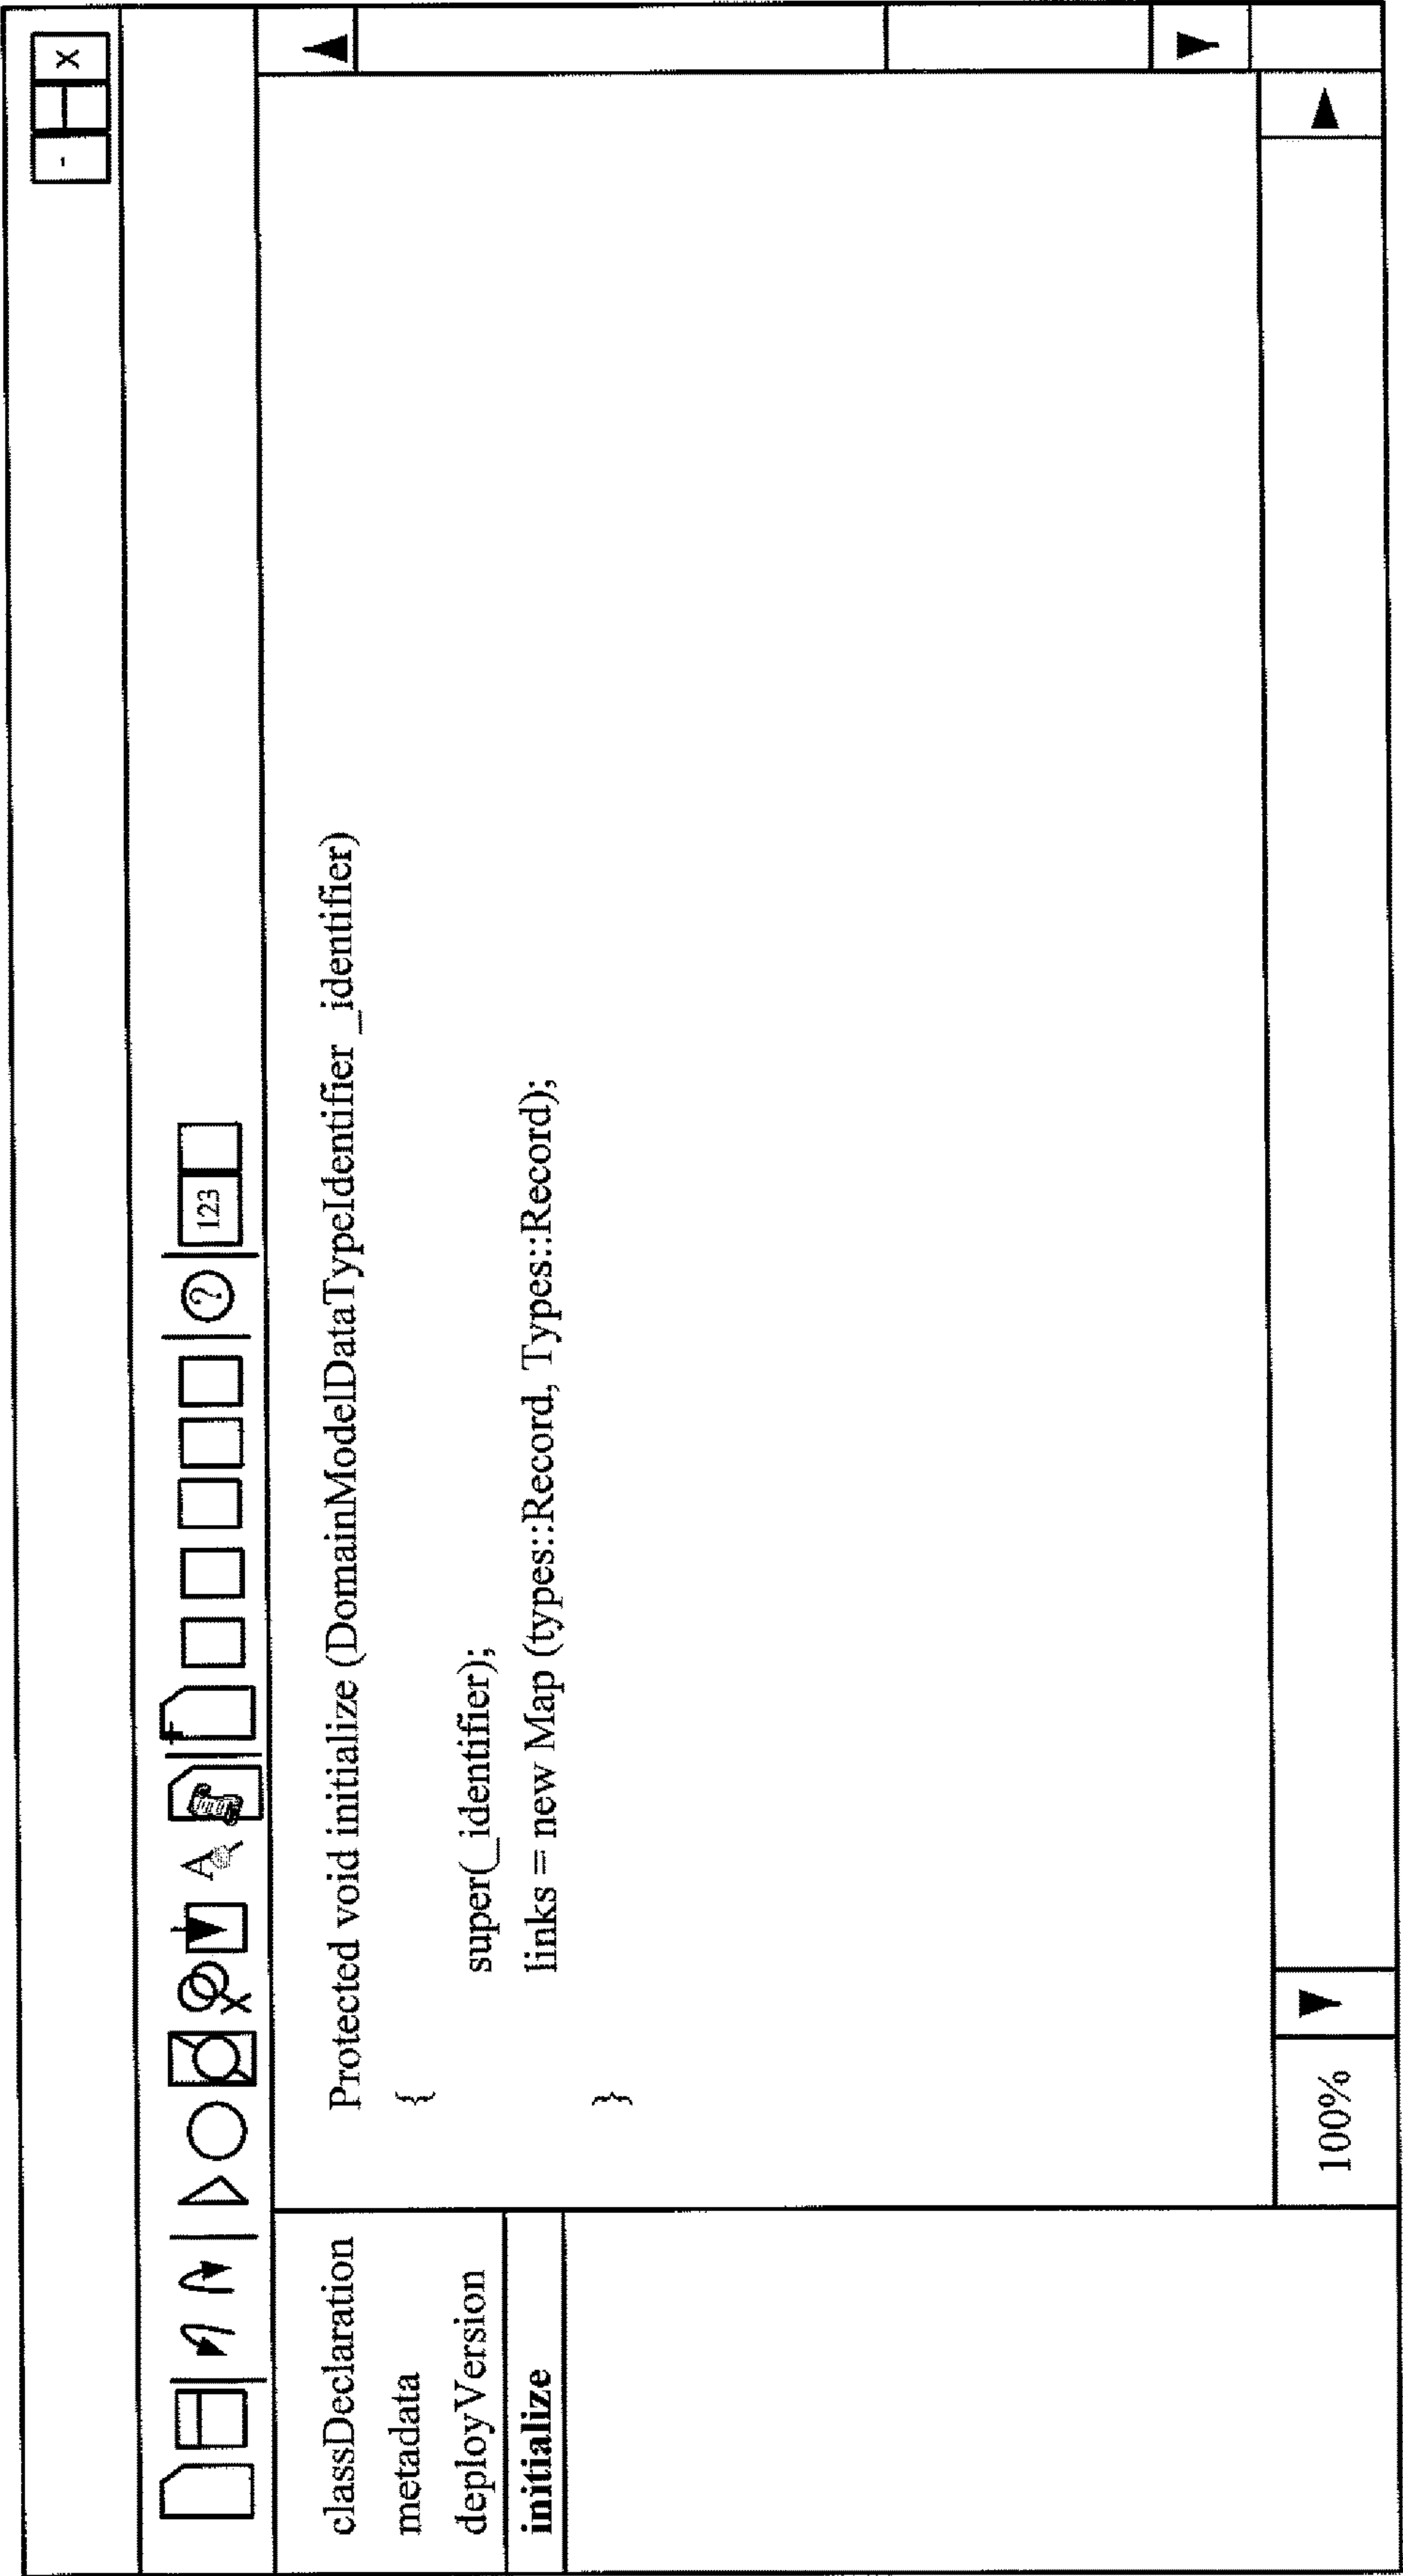 - X
123
classDeclaration
metadata
deployVersion
initialize
Protected void initialize (DomainModelDataTypeIdentifier _identifier)
{
super(_identifier);
links = new Map (types::Record, Types::Record);
}
100%